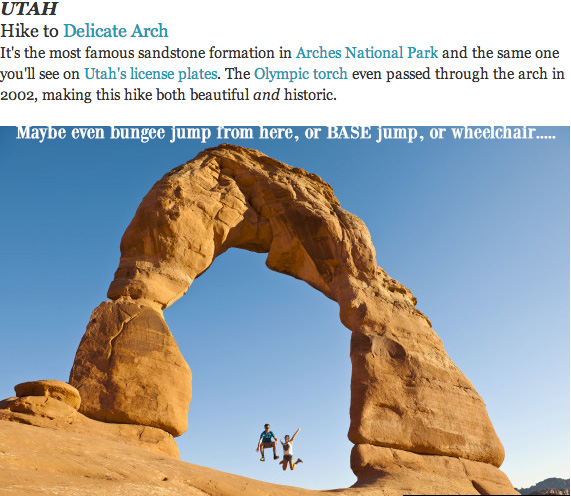 UTAH
Hike to Delicate Arch
It's the most famous sandstone formation in Arches National Park and the same one
you'll see on Utah's license plates. The Olympic torch even passed through the arch in
2002, making this hike both beautiful and historic.
Maybe even bungee jump from here, or BASE jump, or wheelchair.....